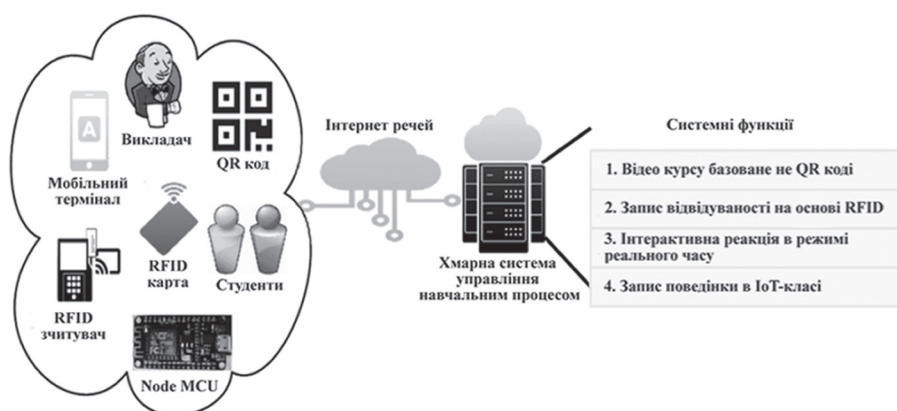 Викладач
QR код
Мобільний
термінал
RFID
карта
Студенти
RFID
зчитувач
Node MCU
Інтернет речей
Хмарна система
управління
навчальним процесом
Системні функції
1. Відео курсу базоване не QR коді
2. Запис відвідуваності на основі RFID
3. Інтерактивна реакція в режимі
реального часу
4. Запис поведінки в IoT-класі
A